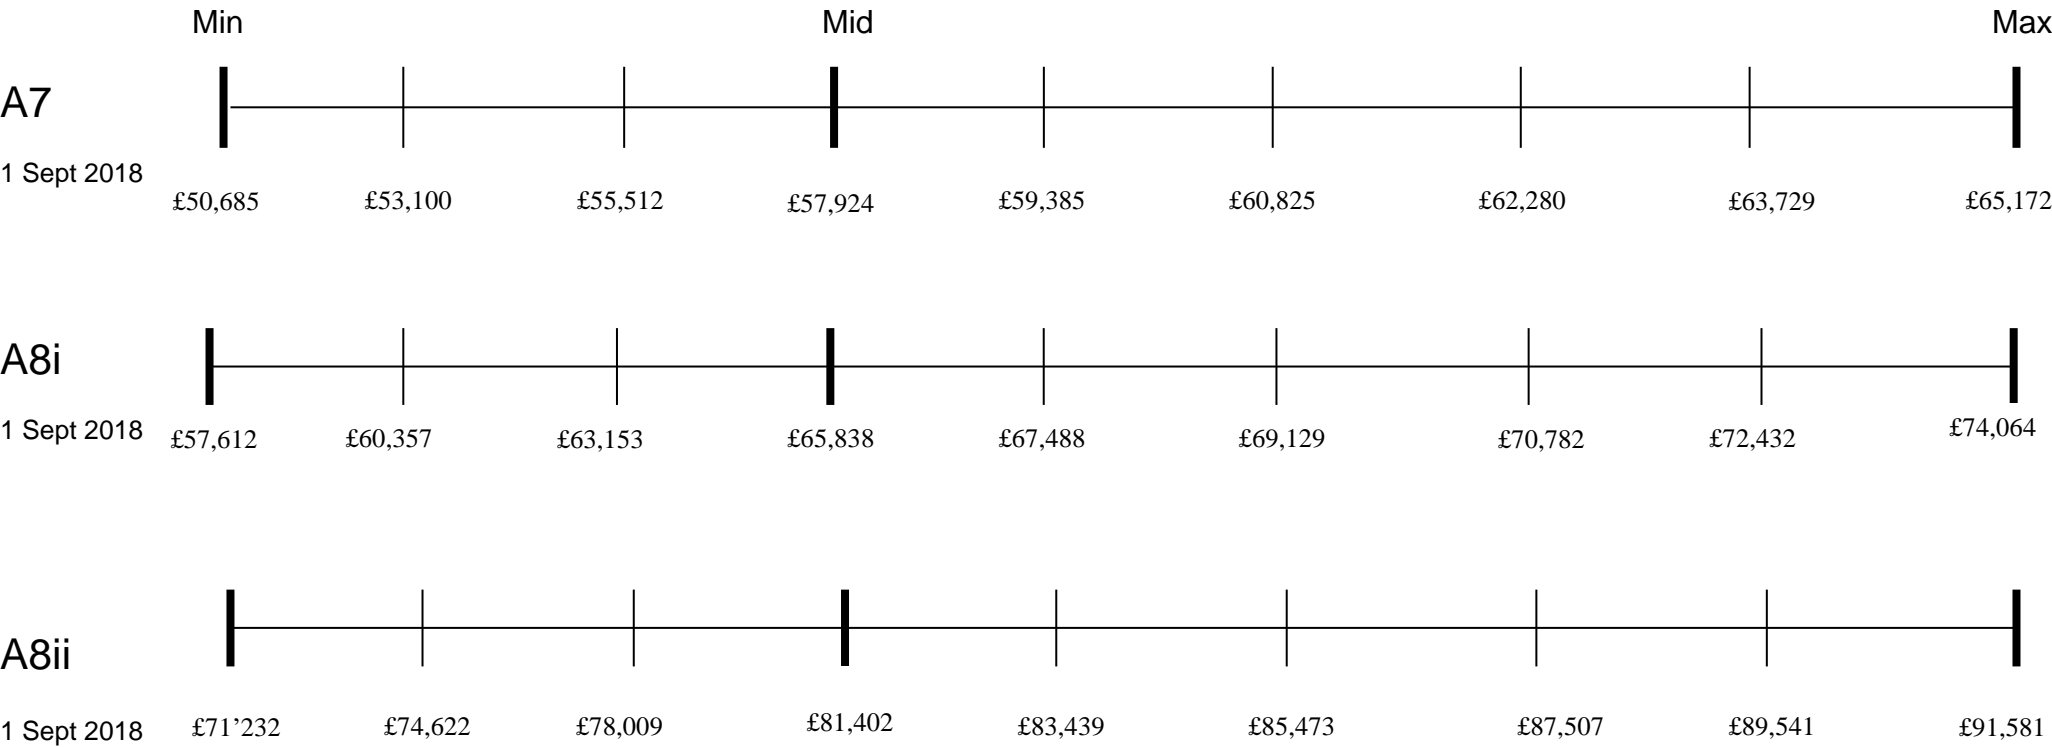 Min Mid Max
A7
1 Sept 2018
£50,685 £53,100 £55,512 £57,924 £59,385 £60,825 £62,280 £63,729 £65,172
A8i
1 Sept 2018
£57,612 £60,357 £63,153 £65,838 £67,488 £69,129 £70,782 £72,432 £74,064
A8ii
1 Sept 2018
£71’232 £74,622 £78,009 £81,402 £83,439 £85,473 £87,507 £89,541 £91,581